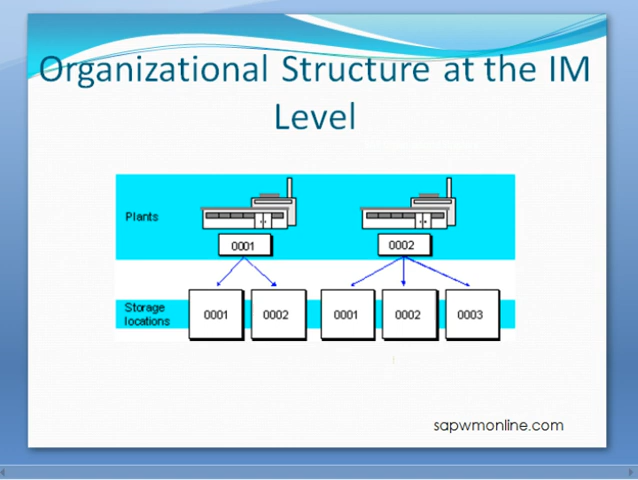 Organizational Structure at the IM
Level
Plants
0001
0002
Storage
locations
0001
0002
0001
0002
0003
sapwmonline.com